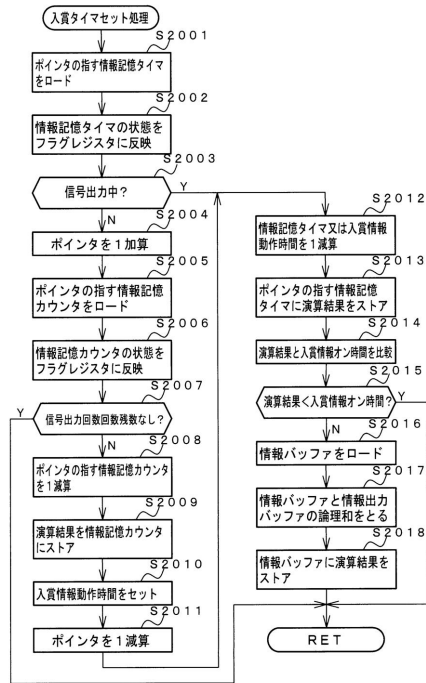 入賞タイマセット処理
S2001
ポインタの指す情報記憶タイマ
をロード
S2002
情報記憶タイマの状態を
フラグレジスタに反映
S2003
信号出力中?
Y
N
S2004
ポインタを1加算
S2005
ポインタの指す情報記憶
カウンタをロード
S2006
情報記憶カウンタの状態を
フラグレジスタに反映
S2007
Y
信号出力回数回数残数なし?
N
S2008
ポインタの指す情報記憶カウンタ
を1減算
S2009
演算結果を情報記憶カウンタ
にストア
S2010
入賞情報動作時間をセット
S2011
ポインタを1減算
S2012
情報記憶タイマ又は入賞情報
動作時間を1減算
S2013
ポインタの指す情報記憶
タイマに演算結果をストア
S2014
演算結果と入賞情報オン時間を比較
S2015
演算結果<入賞情報オン時間?
Y
N
S2016
情報バッファをロード
S2017
情報バッファと情報出力
バッファの論理和をとる
S2018
情報バッファに演算結果を
ストア
RET